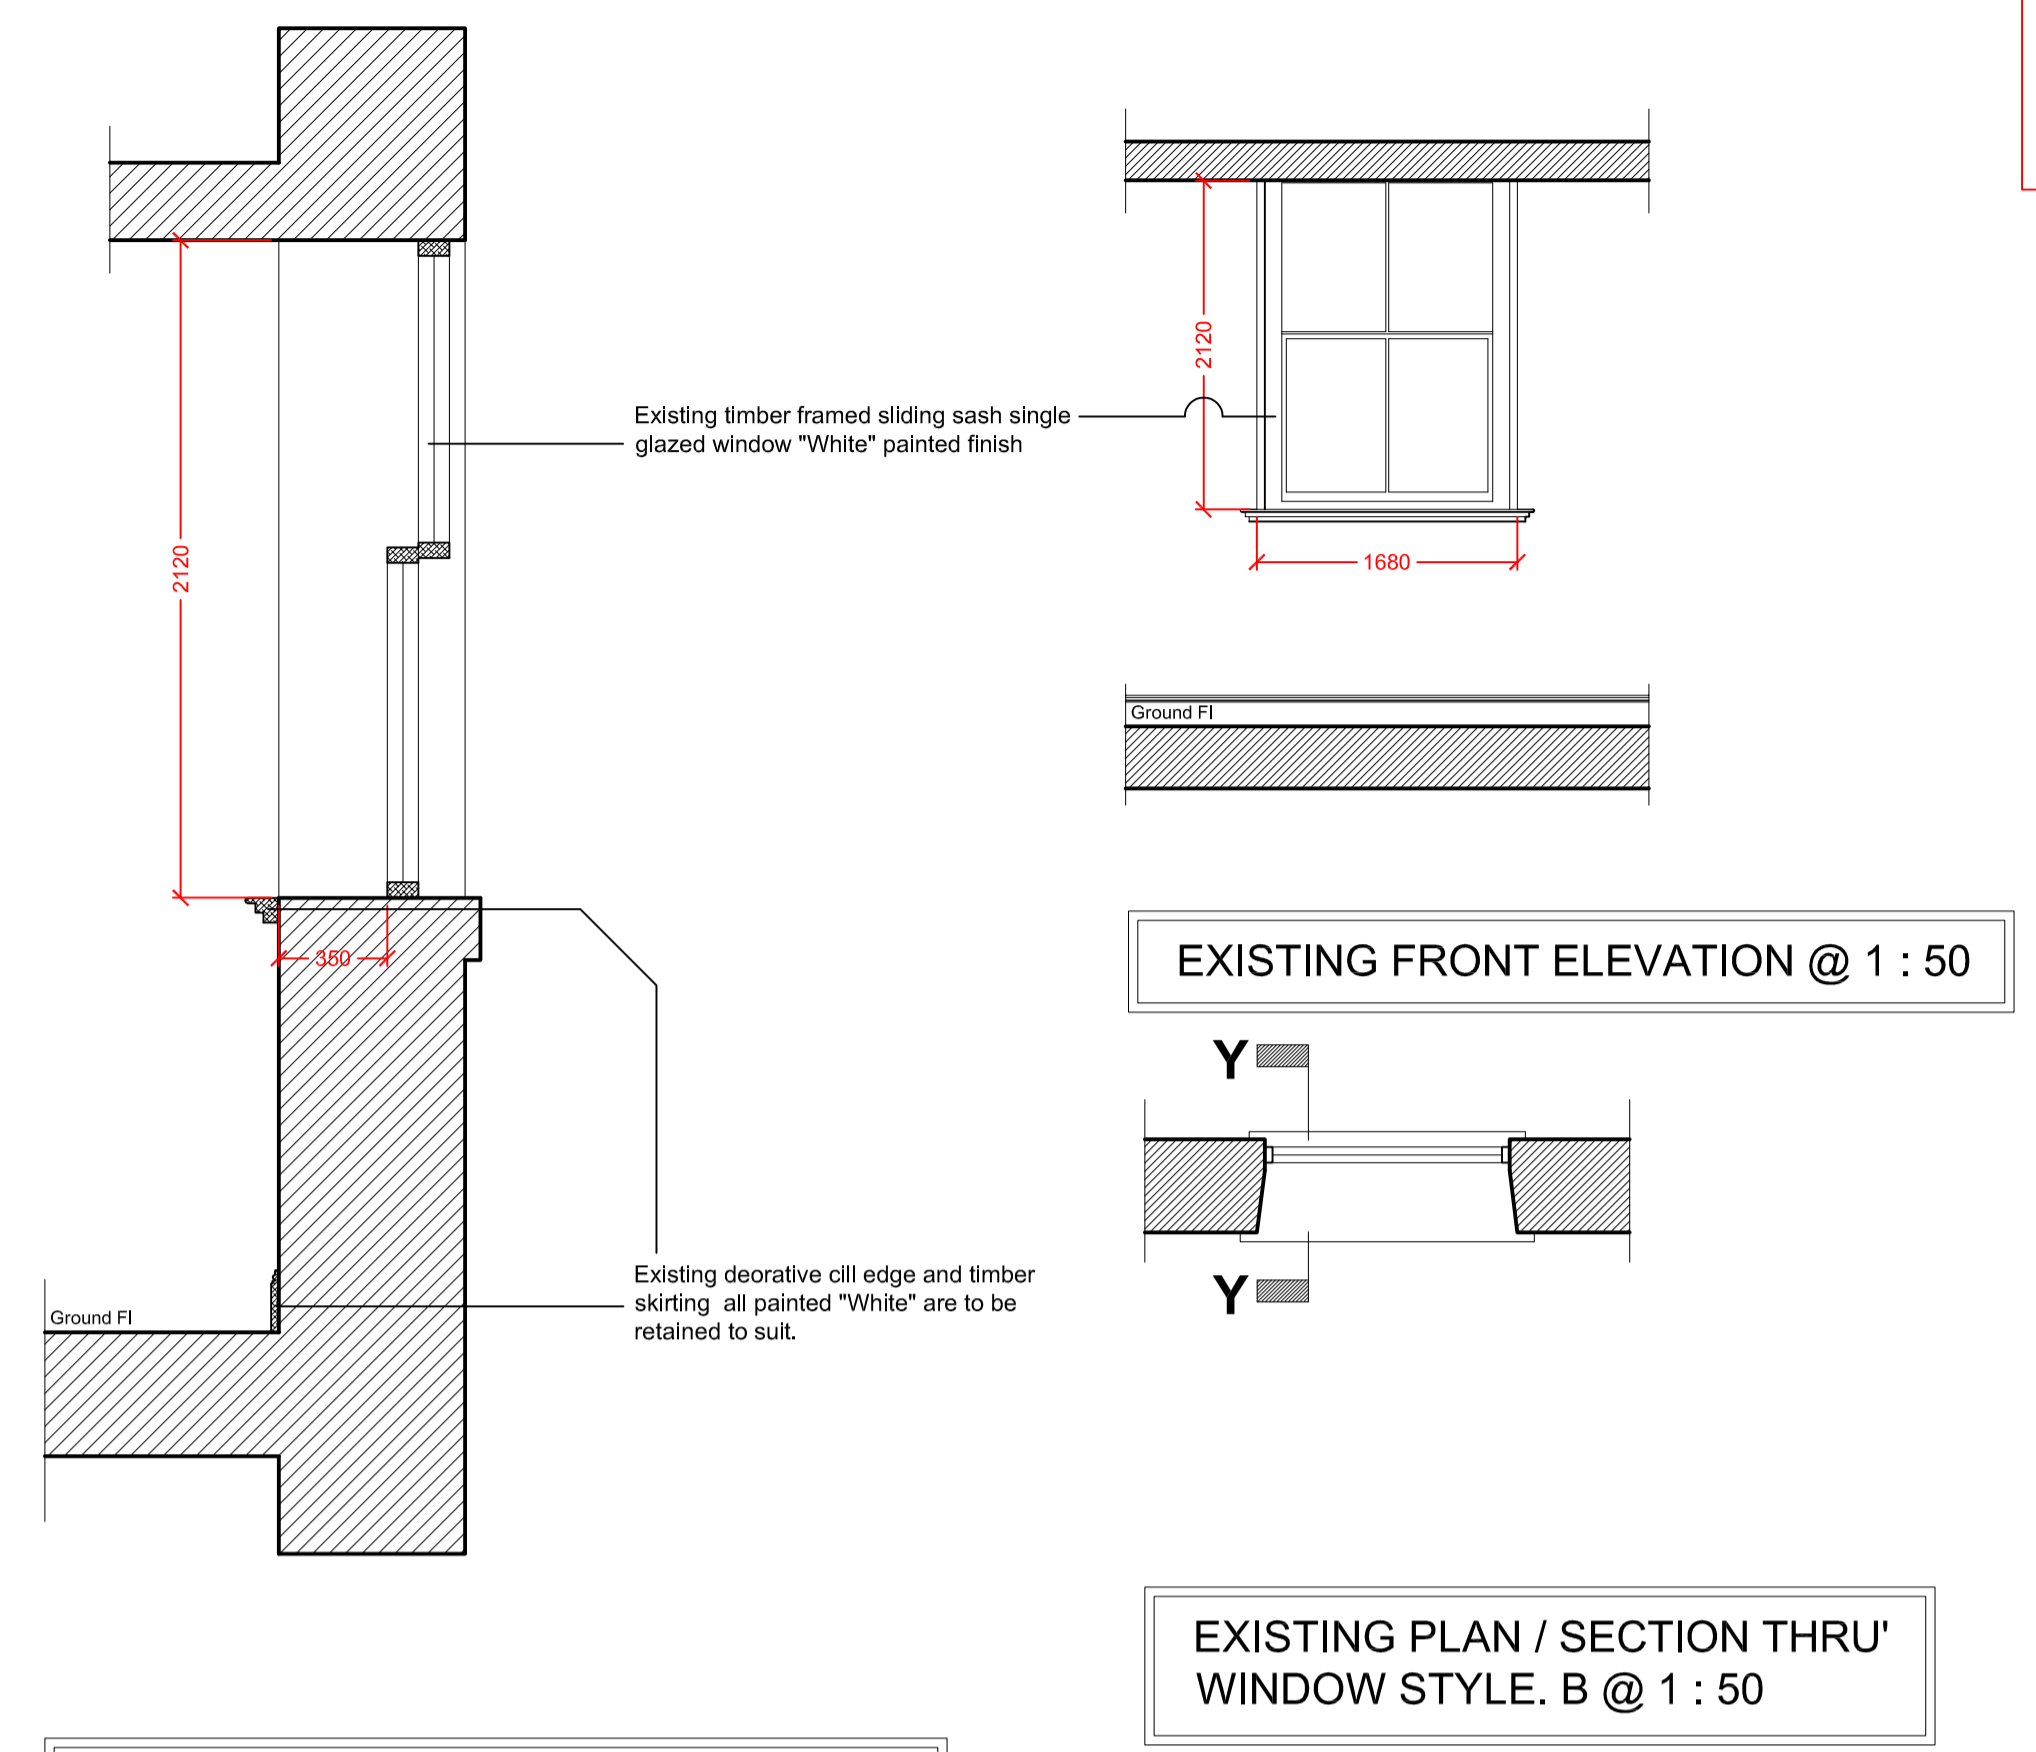 2120
Existing timber framed sliding sash single
glazed window "White" painted finish
2120
1680
Ground Fl
350
EXISTING FRONT ELEVATION @ 1 : 50
Y
Y
Existing deorative cill edge and timber
skirting all painted "White" are to be
retained to suit.
Ground Fl
EXISTING PLAN / SECTION THRU'
WINDOW STYLE. B @ 1 : 50